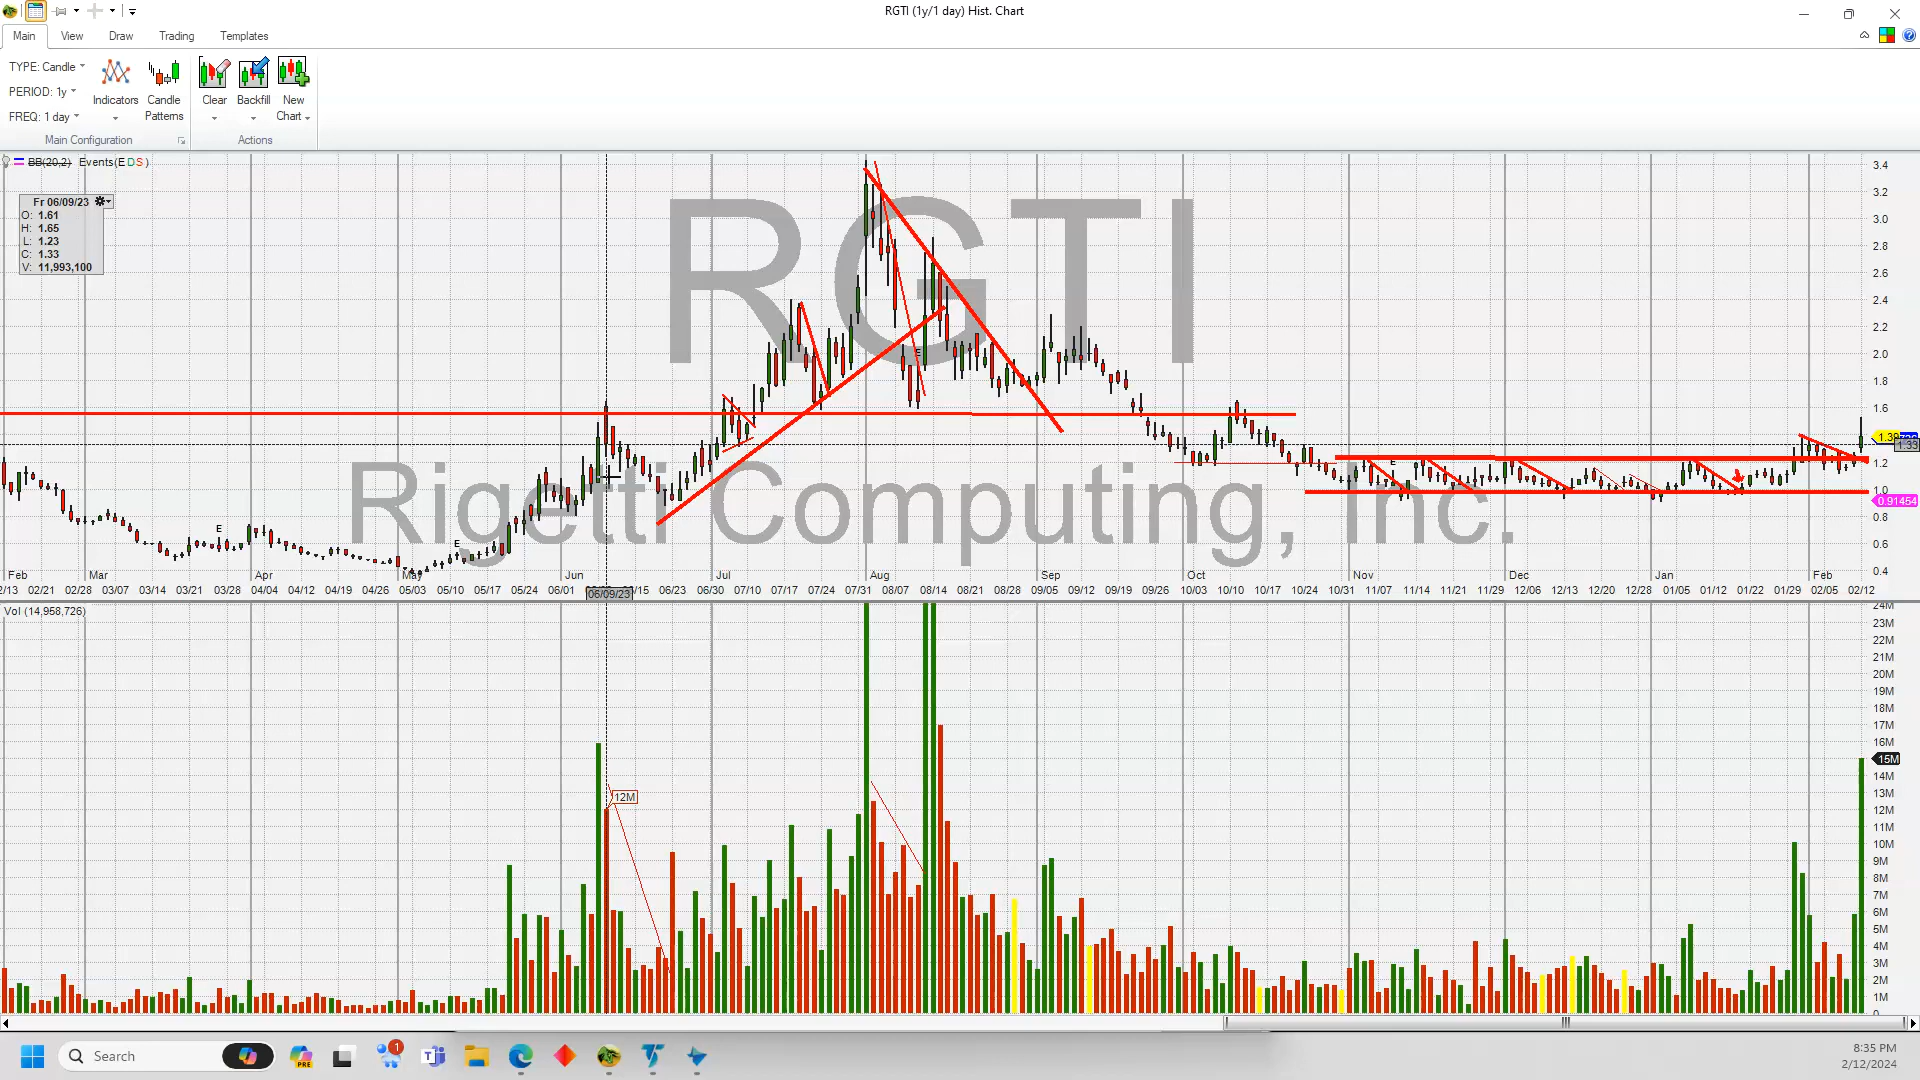 RGTI (1y/1 day) Hist. Chart
Main View Draw Trading Templates
TYPE: Candle
PERIOD: 1y
FREQ: 1 day
Indicators
Candle Patterns
Clear
Backfill
New Chart
Main Configuration
Actions
BB(20,2) Events(EDS)
Fr 06/09/23
O: 1.61
H: 1.65
L: 1.23
C: 1.33
V: 11,993,100
RGTI
Rigetti Computing, Inc.
3.4
3.2
3.0
2.8
2.6
2.4
2.2
2.0
1.8
1.6
1.33
1.2
1.0
0.91454
0.8
0.6
0.4
E
E
E
E
Feb Mar Apr May Jun Jul Aug Sep Oct Nov Dec Jan Feb
2/13 02/21 02/28 03/07 03/14 03/21 03/28 04/04 04/12 04/19 04/26 05/03 05/10 05/17 05/24 06/01 06/09/23 /15 06/23 06/30 07/10 07/17 07/24 07/31 08/07 08/14 08/21 08/28 09/05 09/12 09/19 09/26 10/03 10/10 10/17 10/24 10/31 11/07 11/14 11/21 11/29 12/06 12/13 12/20 12/28 01/05 01/12 01/22 01/29 02/05 02/12
Vol (14,958,726)
24M
23M
22M
21M
20M
19M
18M
17M
16M
15M
14M
13M
12M
11M
10M
9M
8M
7M
6M
5M
4M
3M
2M
1M
0
12M
Search
PRE
1
8:35 PM
2/12/2024